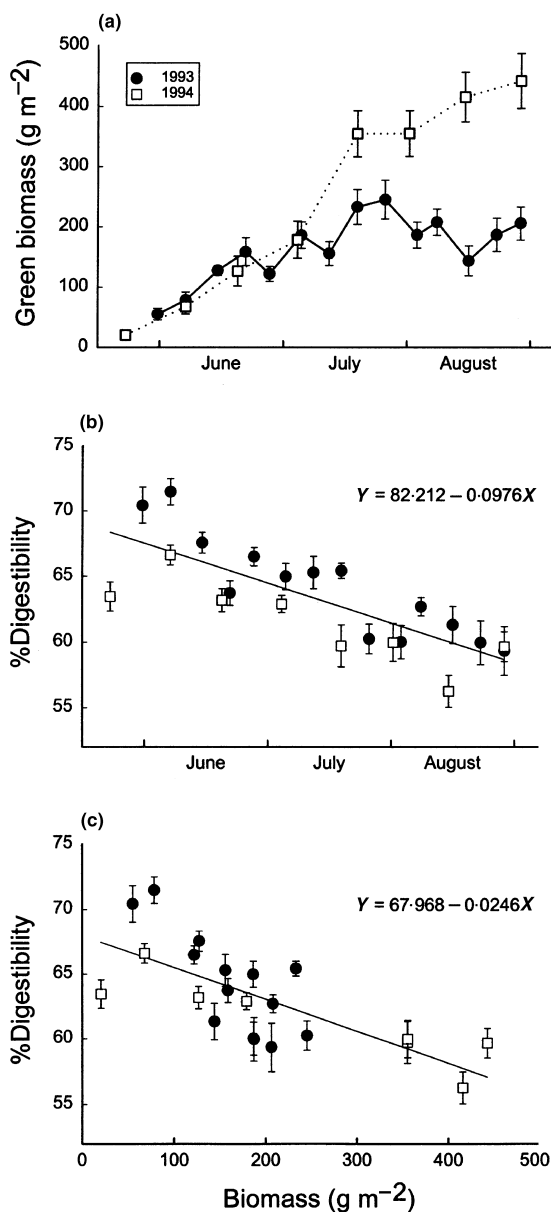 (a)
500
400
300
200
100
0
Green biomass (g m−2)
1993
1994
June July August
(b)
75
70
65
60
55
%Digestibility
Y = 82·212 − 0·0976X
June July August
(c)
75
70
65
60
55
%Digestibility
Y = 67·968 − 0·0246X
0 100 200 300 400 500
Biomass (g m−2)